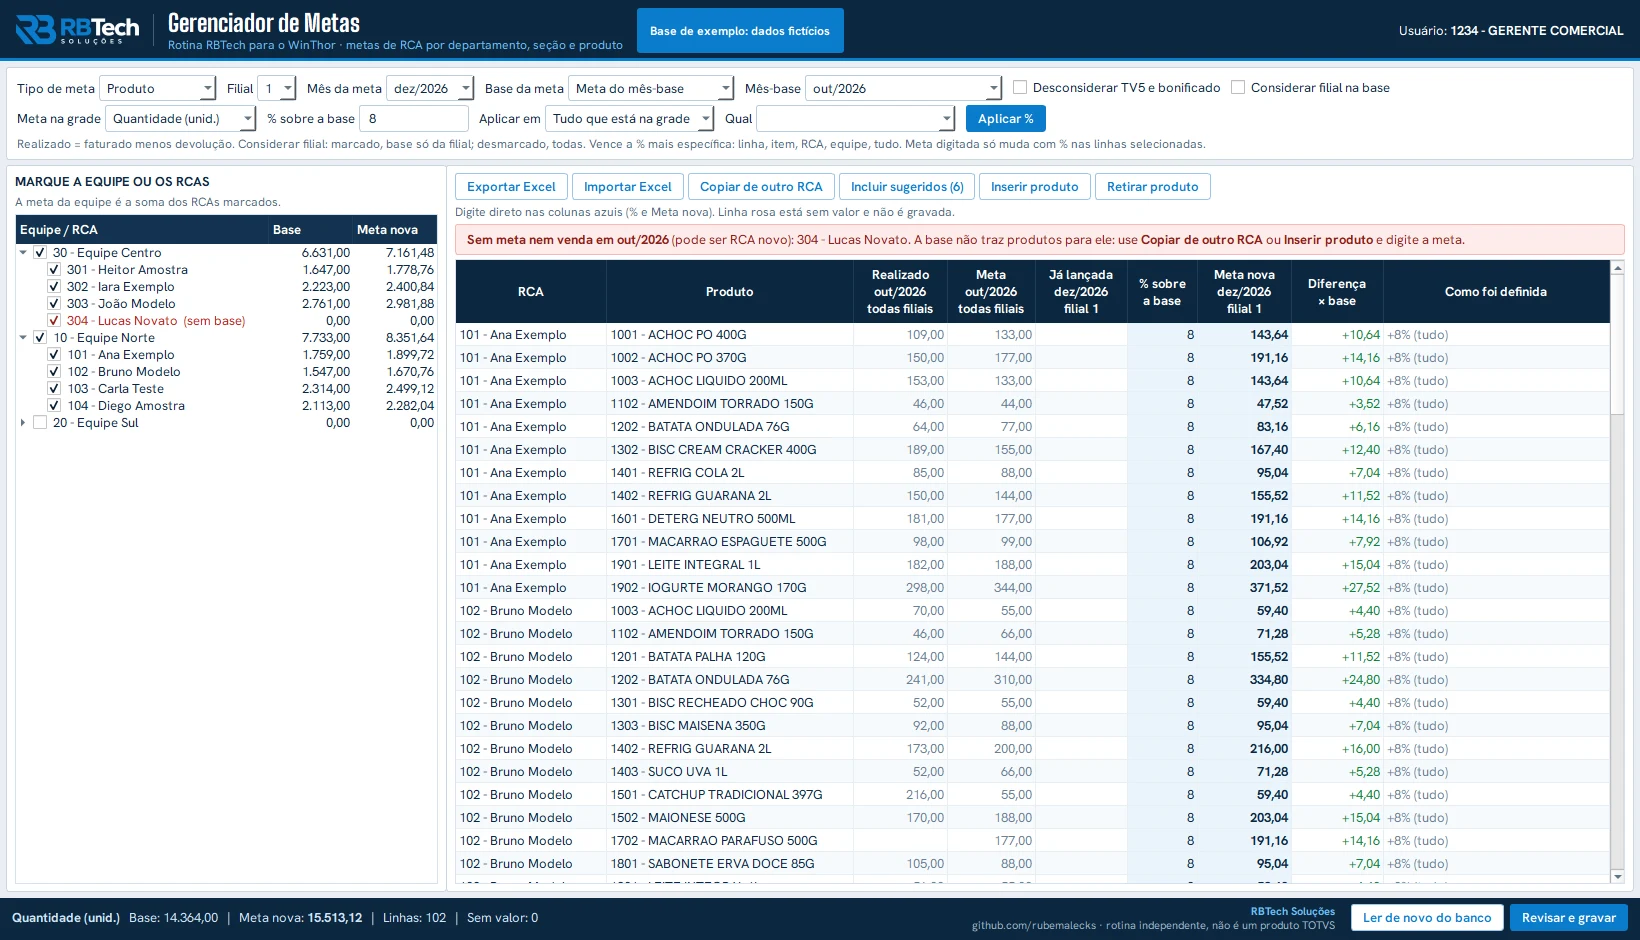 RBTech
SOLUÇÕES
Gerenciador de Metas
Rotina RBTech para o WinThor · metas de RCA por departamento, seção e produto
Base de exemplo: dados fictícios
Usuário: 1234 - GERENTE COMERCIAL
Tipo de meta Produto Filial 1 Mês da meta dez/2026 Base da meta Meta do mês-base Mês-base out/2026 Desconsiderar TV5 e bonificado Considerar filial na base
Meta na grade Quantidade (unid.) % sobre a base 8 Aplicar em Tudo que está na grade Qual Aplicar %
Realizado = faturado menos devolução. Considerar filial: marcado, base só da filial; desmarcado, todas. Vence a % mais específica: linha, item, RCA, equipe, tudo. Meta digitada só muda com % nas linhas selecionadas.
MARQUE A EQUIPE OU OS RCAS
A meta da equipe é a soma dos RCAs marcados.
Equipe / RCA Base Meta nova
30 - Equipe Centro 6.631,00 7.161,48
301 - Heitor Amostra 1.647,00 1.778,76
302 - Iara Exemplo 2.223,00 2.400,84
303 - João Modelo 2.761,00 2.981,88
304 - Lucas Novato (sem base) 0,00 0,00
10 - Equipe Norte 7.733,00 8.351,64
101 - Ana Exemplo 1.759,00 1.899,72
102 - Bruno Modelo 1.547,00 1.670,76
103 - Carla Teste 2.314,00 2.499,12
104 - Diego Amostra 2.113,00 2.282,04
20 - Equipe Sul 0,00 0,00
Exportar Excel Importar Excel Copiar de outro RCA Incluir sugeridos (6) Inserir produto Retirar produto
Digite direto nas colunas azuis (% e Meta nova). Linha rosa está sem valor e não é gravada.
Sem meta nem venda em out/2026 (pode ser RCA novo): 304 - Lucas Novato. A base não traz produtos para ele: use Copiar de outro RCA ou Inserir produto e digite a meta.
RCA Produto Realizado out/2026 todas filiais Meta out/2026 todas filiais Já lançada dez/2026 filial 1 % sobre a base Meta nova dez/2026 filial 1 Diferença × base Como foi definida
101 - Ana Exemplo 1001 - ACHOC PO 400G 109,00 133,00 8 143,64 +10,64 +8% (tudo)
101 - Ana Exemplo 1002 - ACHOC PO 370G 150,00 177,00 8 191,16 +14,16 +8% (tudo)
101 - Ana Exemplo 1003 - ACHOC LIQUIDO 200ML 153,00 133,00 8 143,64 +10,64 +8% (tudo)
101 - Ana Exemplo 1102 - AMENDOIM TORRADO 150G 46,00 44,00 8 47,52 +3,52 +8% (tudo)
101 - Ana Exemplo 1202 - BATATA ONDULADA 76G 64,00 77,00 8 83,16 +6,16 +8% (tudo)
101 - Ana Exemplo 1302 - BISC CREAM CRACKER 400G 189,00 155,00 8 167,40 +12,40 +8% (tudo)
101 - Ana Exemplo 1401 - REFRIG COLA 2L 85,00 88,00 8 95,04 +7,04 +8% (tudo)
101 - Ana Exemplo 1402 - REFRIG GUARANA 2L 150,00 144,00 8 155,52 +11,52 +8% (tudo)
101 - Ana Exemplo 1601 - DETERG NEUTRO 500ML 181,00 177,00 8 191,16 +14,16 +8% (tudo)
101 - Ana Exemplo 1701 - MACARRAO ESPAGUETE 500G 98,00 99,00 8 106,92 +7,92 +8% (tudo)
101 - Ana Exemplo 1901 - LEITE INTEGRAL 1L 182,00 188,00 8 203,04 +15,04 +8% (tudo)
101 - Ana Exemplo 1902 - IOGURTE MORANGO 170G 298,00 344,00 8 371,52 +27,52 +8% (tudo)
102 - Bruno Modelo 1003 - ACHOC LIQUIDO 200ML 70,00 55,00 8 59,40 +4,40 +8% (tudo)
102 - Bruno Modelo 1102 - AMENDOIM TORRADO 150G 46,00 66,00 8 71,28 +5,28 +8% (tudo)
102 - Bruno Modelo 1201 - BATATA PALHA 120G 124,00 144,00 8 155,52 +11,52 +8% (tudo)
102 - Bruno Modelo 1202 - BATATA ONDULADA 76G 241,00 310,00 8 334,80 +24,80 +8% (tudo)
102 - Bruno Modelo 1301 - BISC RECHEADO CHOC 90G 52,00 55,00 8 59,40 +4,40 +8% (tudo)
102 - Bruno Modelo 1303 - BISC MAISENA 350G 92,00 88,00 8 95,04 +7,04 +8% (tudo)
102 - Bruno Modelo 1402 - REFRIG GUARANA 2L 173,00 200,00 8 216,00 +16,00 +8% (tudo)
102 - Bruno Modelo 1403 - SUCO UVA 1L 52,00 66,00 8 71,28 +5,28 +8% (tudo)
102 - Bruno Modelo 1501 - CATCHUP TRADICIONAL 397G 216,00 55,00 8 59,40 +4,40 +8% (tudo)
102 - Bruno Modelo 1502 - MAIONESE 500G 170,00 188,00 8 203,04 +15,04 +8% (tudo)
102 - Bruno Modelo 1702 - MACARRAO PARAFUSO 500G 177,00 8 191,16 +14,16 +8% (tudo)
102 - Bruno Modelo 1801 - SABONETE ERVA DOCE 85G 105,00 88,00 8 95,04 +7,04 +8% (tudo)
Quantidade (unid.) Base: 14.364,00 | Meta nova: 15.513,12 | Linhas: 102 | Sem valor: 0
RBTech Soluções
github.com/rubemalecks · rotina independente, não é um produto TOTVS
Ler de novo do banco Revisar e gravar